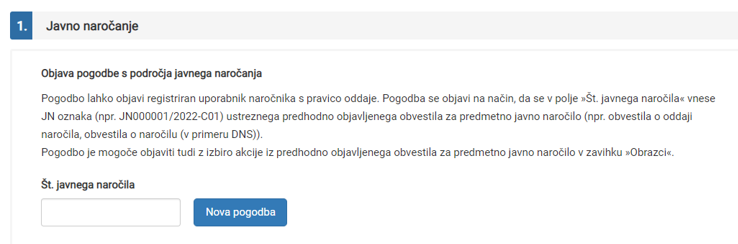 1. Javno naročanje
Objava pogodbe s področja javnega naročanja
Pogodbo lahko objavi registriran uporabnik naročnika s pravico oddaje. Pogodba se objavi na način, da se v polje »Št. javnega naročila« vnese
JN oznaka (npr. JN000001/2022-C01) ustreznega predhodno objavljenega obvestila za predmetno javno naročilo (npr. obvestila o oddaji
naročila, obvestila o naročilu (v primeru DNS)).
Pogodbo je mogoče objaviti tudi z izbiro akcije iz predhodno objavljenega obvestila za predmetno javno naročilo v zavihku »Obrazci«.
Št. javnega naročila
Nova pogodba